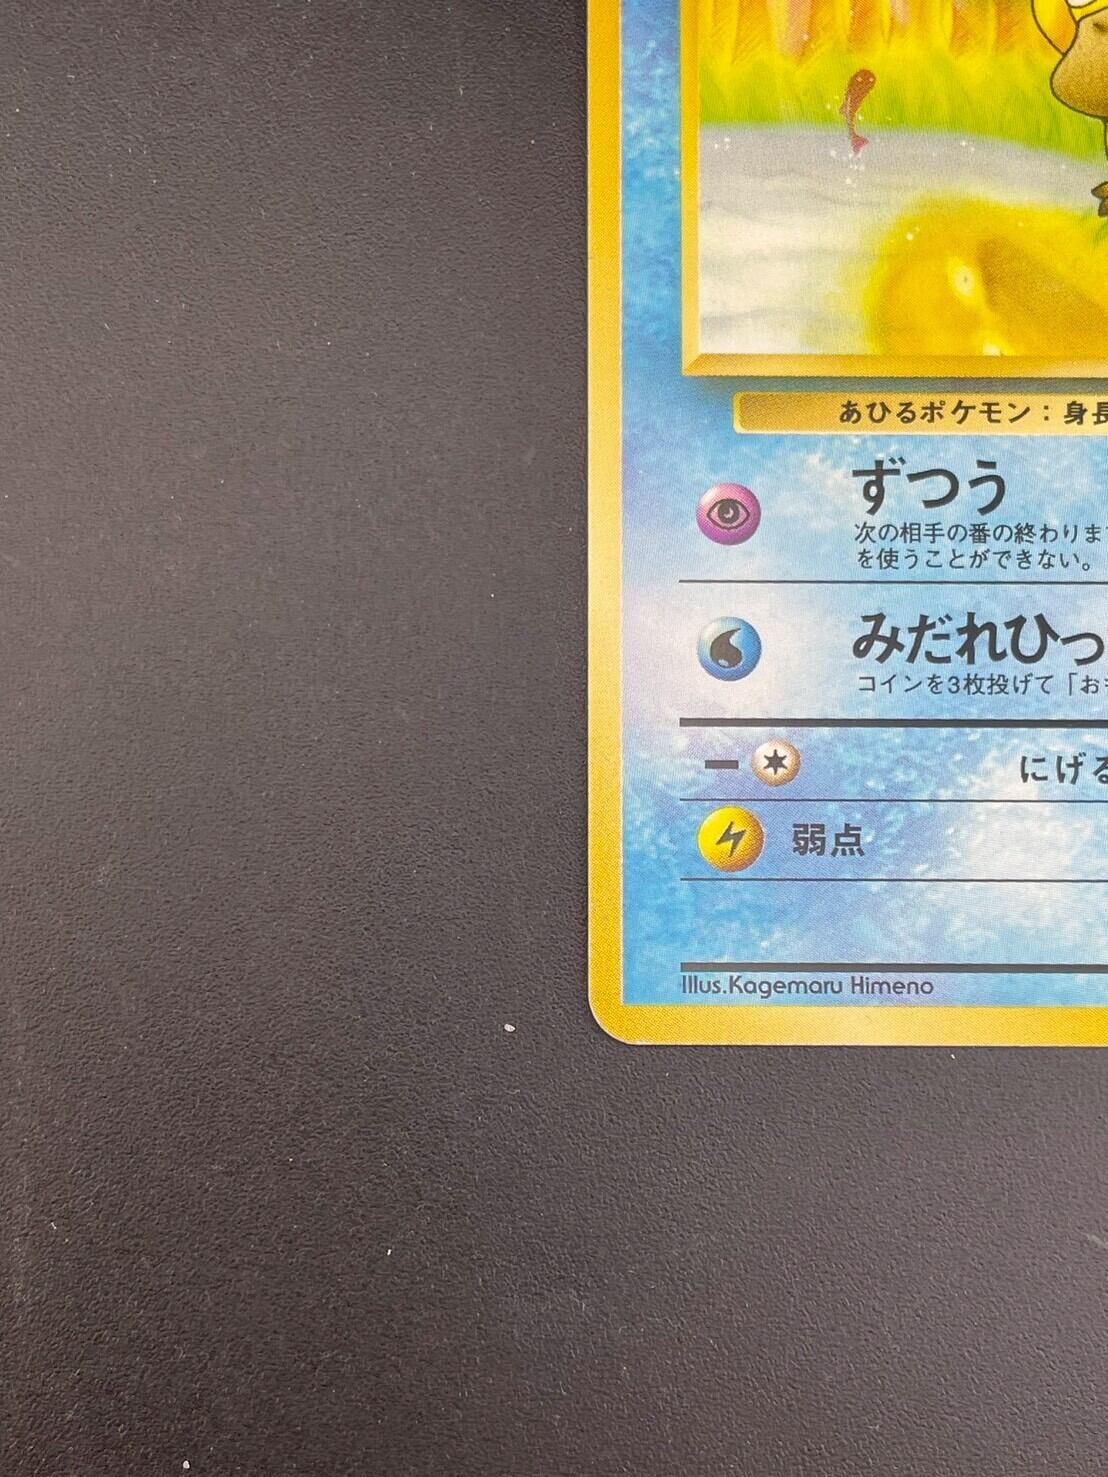 あひるポケモン：身長
ずつう
次の相手の番の終わりま
を使うことができない。
みだれひっ
コインを3枚投げて「お
にげる
弱点
Illus.Kagemaru Himeno